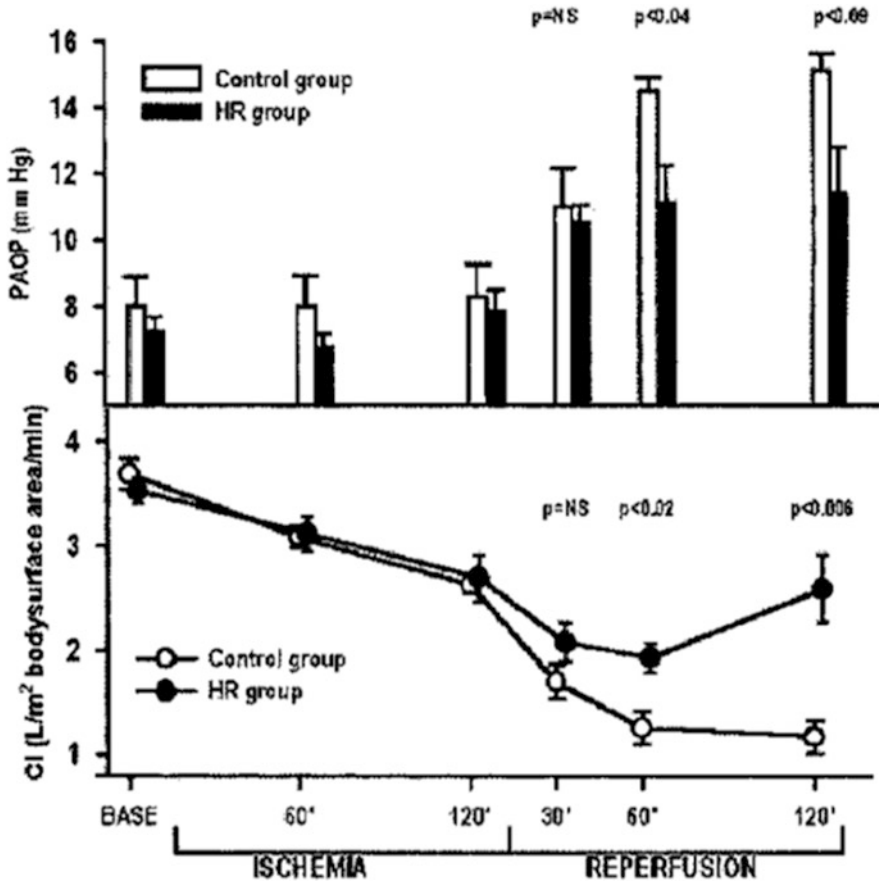 p=NS p<0.04 p<0.09
16
14
12
10
8
6
PAOP (mm Hg)
Control group
HR group
4
3
2
1
CI (L/m² bodysurface area/min)
p=NS p<0.02 p<0.006
Control group
HR group
BASE 60' 120' 30' 60' 120'
ISCHEMIA REPERFUSION